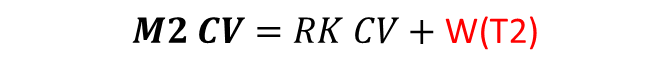 M2 CV = RK CV + W(T2)